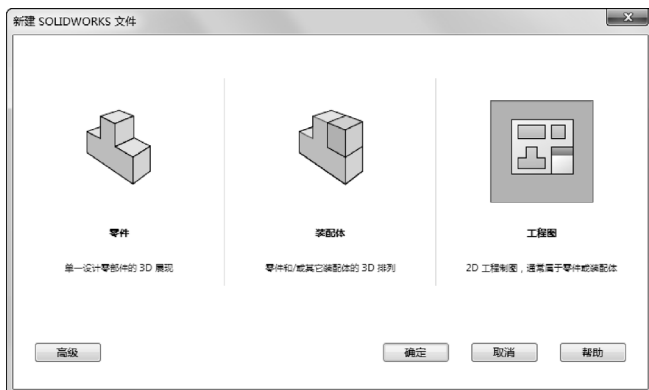 新建 SOLIDWORKS 文件
零件
装配体
工程图
单一设计零部件的 3D 展现
零件和/或其它装配体的 3D 排列
2D 工程制图，通常属于零件或装配体
高级
确定
取消
帮助